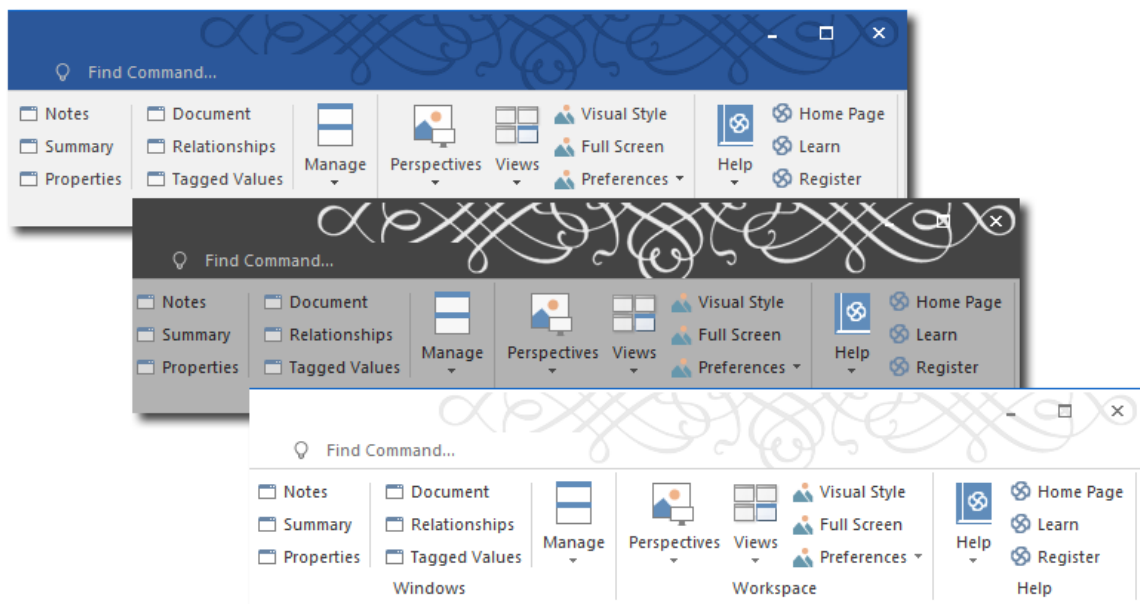 Find Command...
Notes Document Visual Style Home Page
Summary Relationships Manage Perspectives Views Full Screen Help Learn
Properties Tagged Values Preferences Register
Find Command...
Notes Document Visual Style Home Page
Summary Relationships Manage Perspectives Views Full Screen Help Learn
Properties Tagged Values Preferences Register
Find Command...
Notes Document Visual Style Home Page
Summary Relationships Manage Perspectives Views Full Screen Help Learn
Properties Tagged Values Preferences Register
Windows Workspace Help